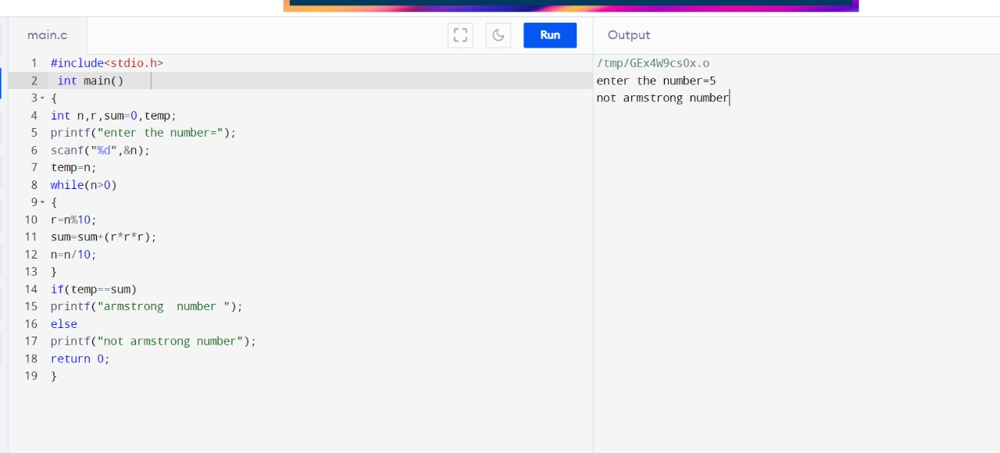 main.c
Run
Output
1 #include<stdio.h>
2 int main()
3 {
4 int n,r,sum=0,temp;
5 printf("enter the number=");
6 scanf("%d",&n);
7 temp=n;
8 while(n>0)
9 {
10 r=n%10;
11 sum=sum+(r*r*r);
12 n=n/10;
13 }
14 if(temp==sum)
15 printf("armstrong  number ");
16 else
17 printf("not armstrong number");
18 return 0;
19 }
/tmp/GEx4W9csOx.o
enter the number=5
not armstrong number